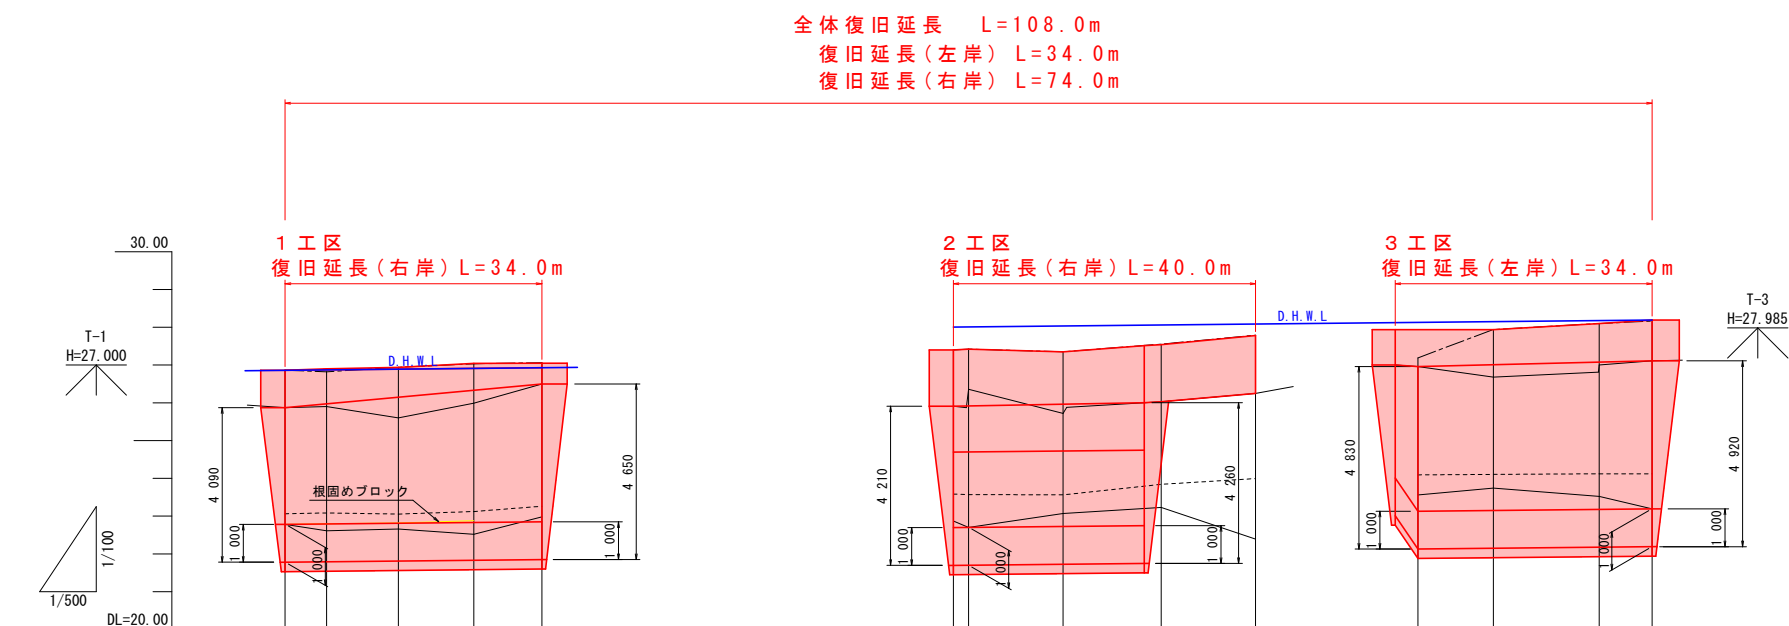 全体復旧延長 L=108.0m
復旧延長(左岸) L=34.0m
復旧延長(右岸) L=74.0m
1工区
復旧延長(右岸)L=34.0m
2工区
復旧延長(右岸)L=40.0m
3工区
復旧延長(左岸)L=34.0m
30.00
T-1
H=27.000
T-3
H=27.985
D.H.W.L
D.H.W.L
根固めブロック
4 090
1 000
1 000
4 650
1 000
4 210
1 000
1 000
4 260
1 000
4 830
1 000
1 000
4 920
1 000
1/100
1/500
DL=20.00